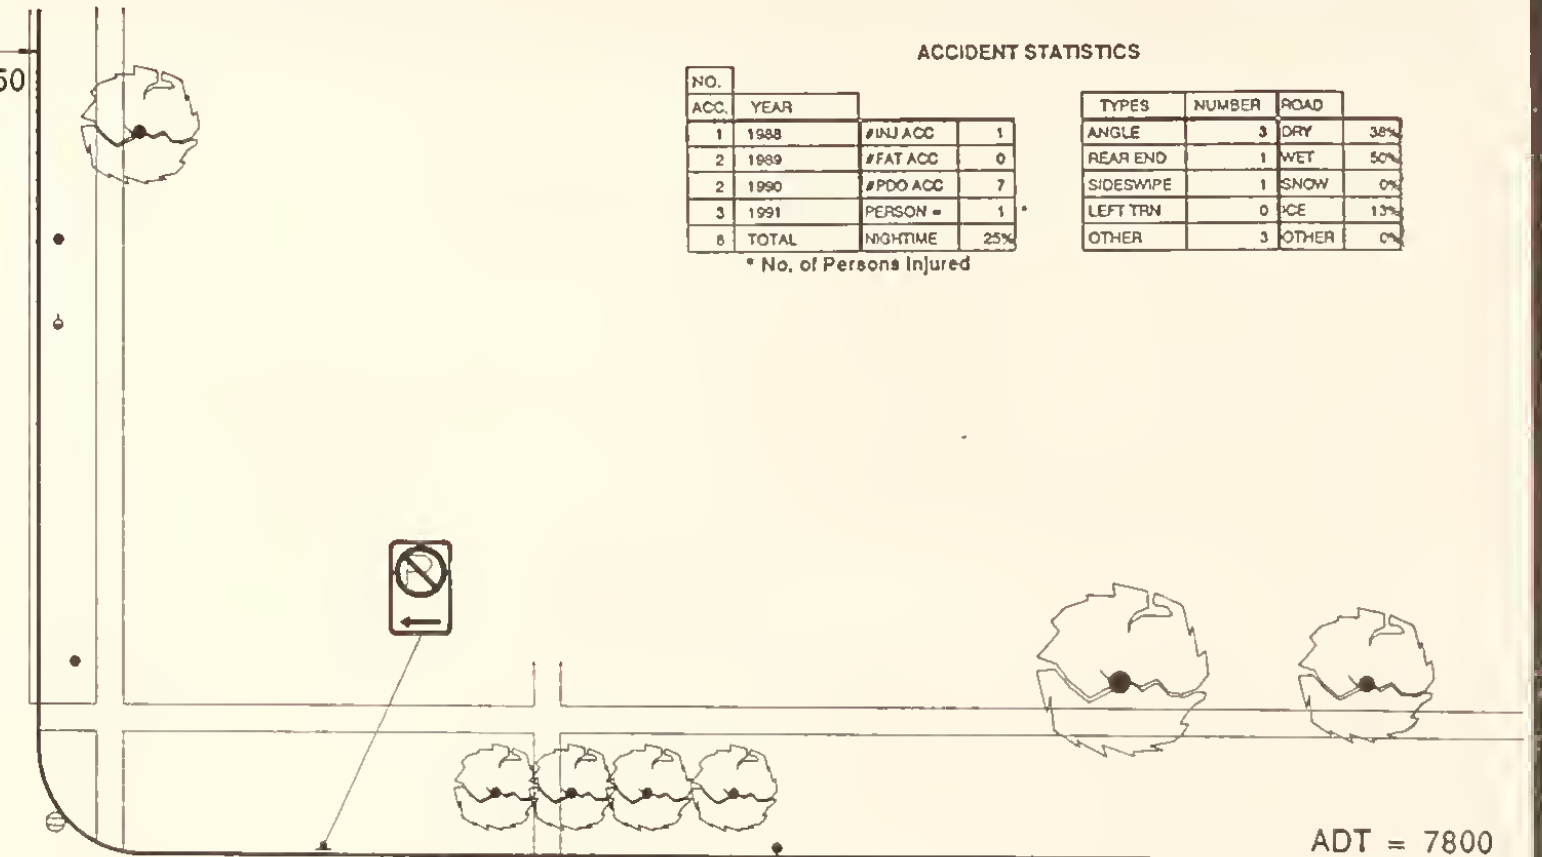 50
ACCIDENT STATISTICS
NO.
ACC. YEAR
1 1988 #INJ ACC 1
2 1989 #FAT ACC 0
2 1990 #PDO ACC 7
3 1991 PERSON = 1 *
8 TOTAL NIGHTIME 25%
* No. of Persons Injured
TYPES NUMBER ROAD
ANGLE 3 DRY 38%
REAR END 1 WET 50%
SIDESWIPE 1 SNOW 0%
LEFT TRN 0 ICE 13%
OTHER 3 OTHER 0%
P
ADT = 7800